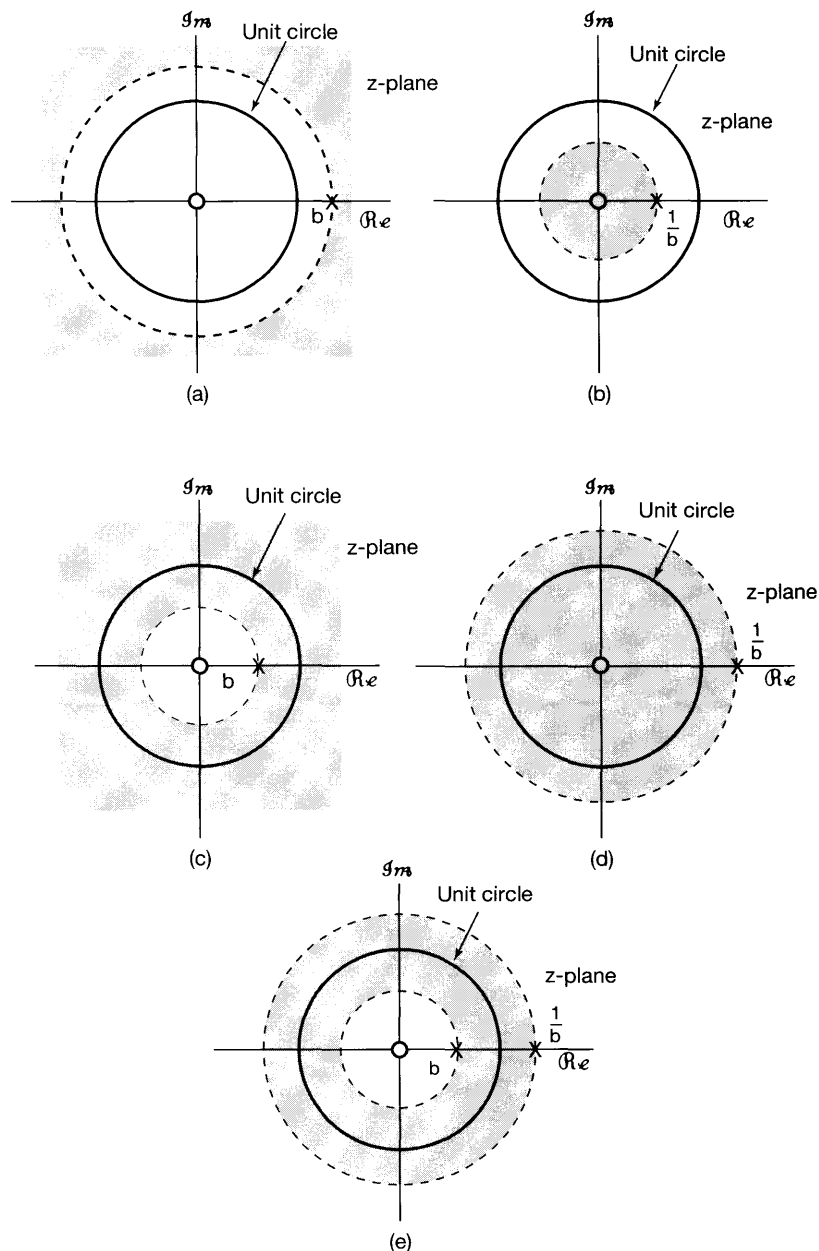 ℐ𝓂
Unit circle
z-plane
b
ℛℯ
(a)
ℐ𝓂
Unit circle
z-plane
1/b
ℛℯ
(b)
ℐ𝓂
Unit circle
z-plane
b
ℛℯ
(c)
ℐ𝓂
Unit circle
z-plane
1/b
ℛℯ
(d)
ℐ𝓂
Unit circle
z-plane
1/b
b
ℛℯ
(e)